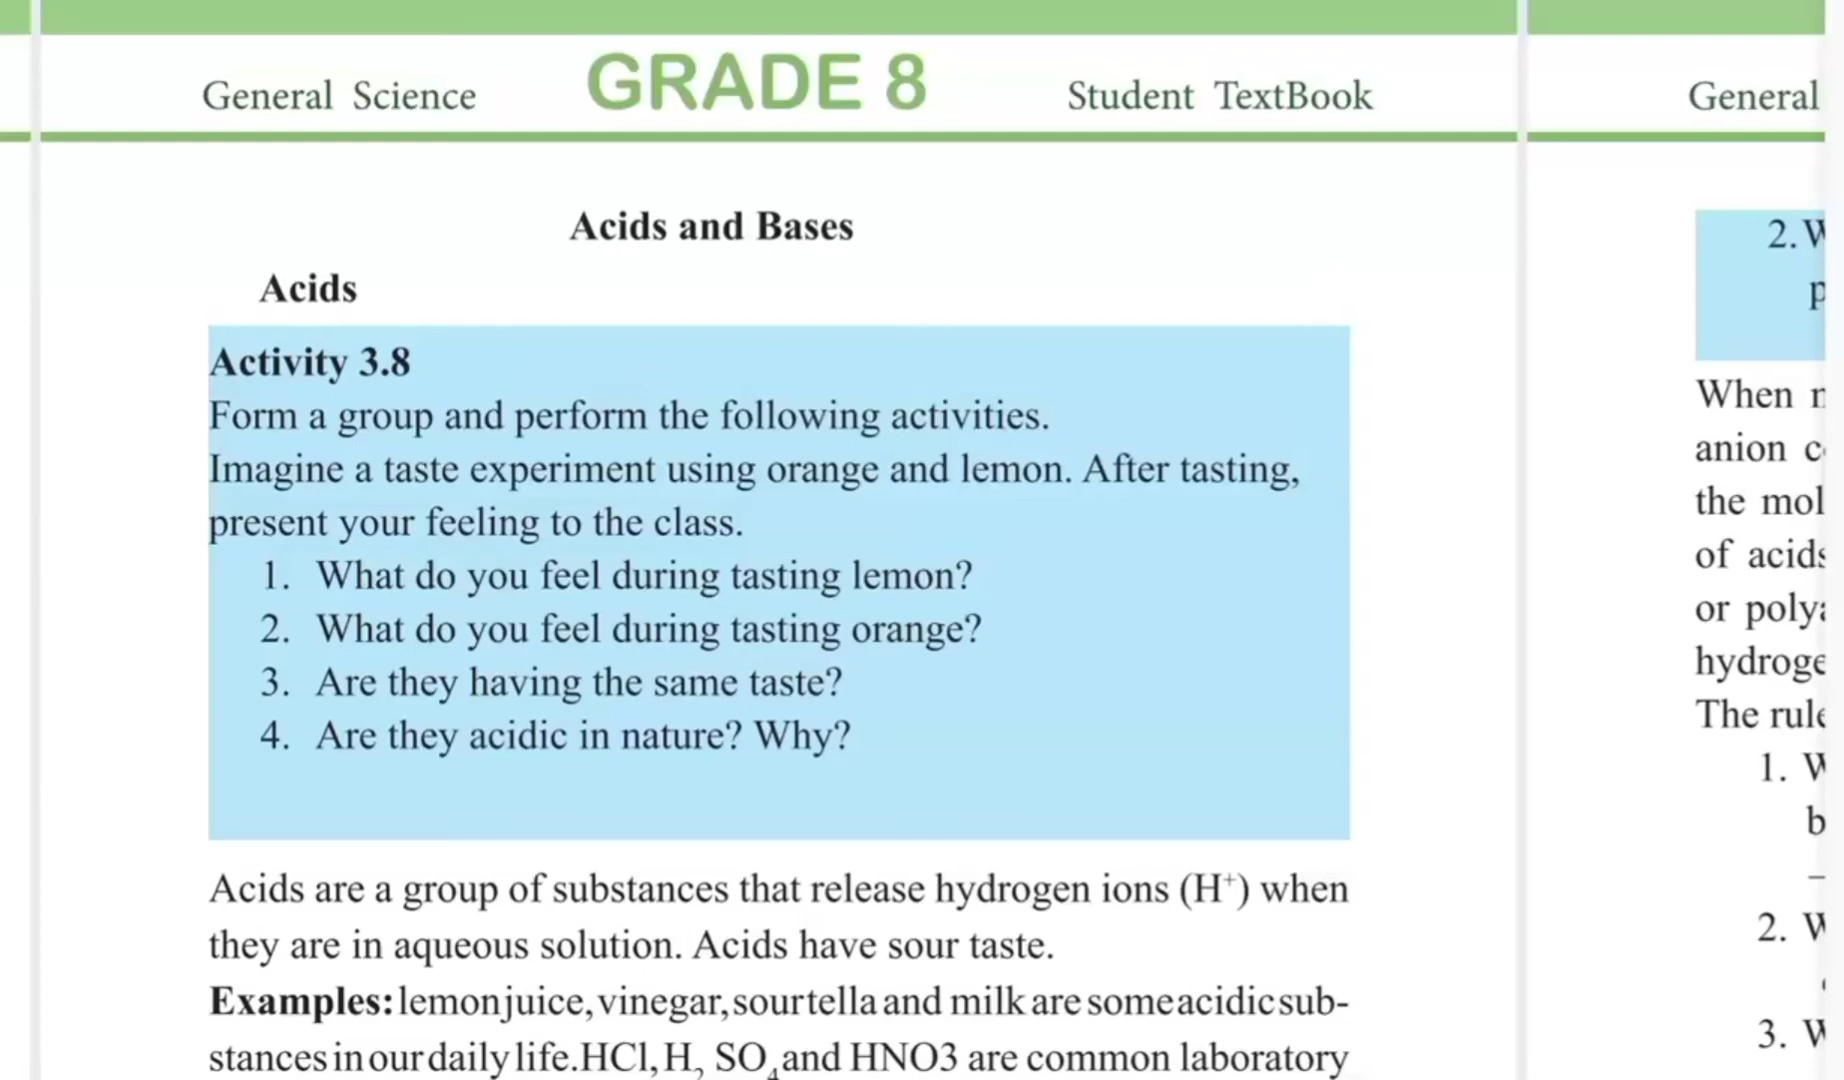 General Science GRADE 8 Student TextBook
Acids and Bases
Acids
Activity 3.8
Form a group and perform the following activities.
Imagine a taste experiment using orange and lemon. After tasting,
present your feeling to the class.
1. What do you feel during tasting lemon?
2. What do you feel during tasting orange?
3. Are they having the same taste?
4. Are they acidic in nature? Why?
Acids are a group of substances that release hydrogen ions (H⁺) when
they are in aqueous solution. Acids have sour taste.
Examples: lemon juice, vinegar, sour tella and milk are some acidic sub-
stances in our daily life. HCl, H₂ SO₄ and HNO3 are common laboratory
General
2.
When
anion
the
of
or
The
1.
2.
3.